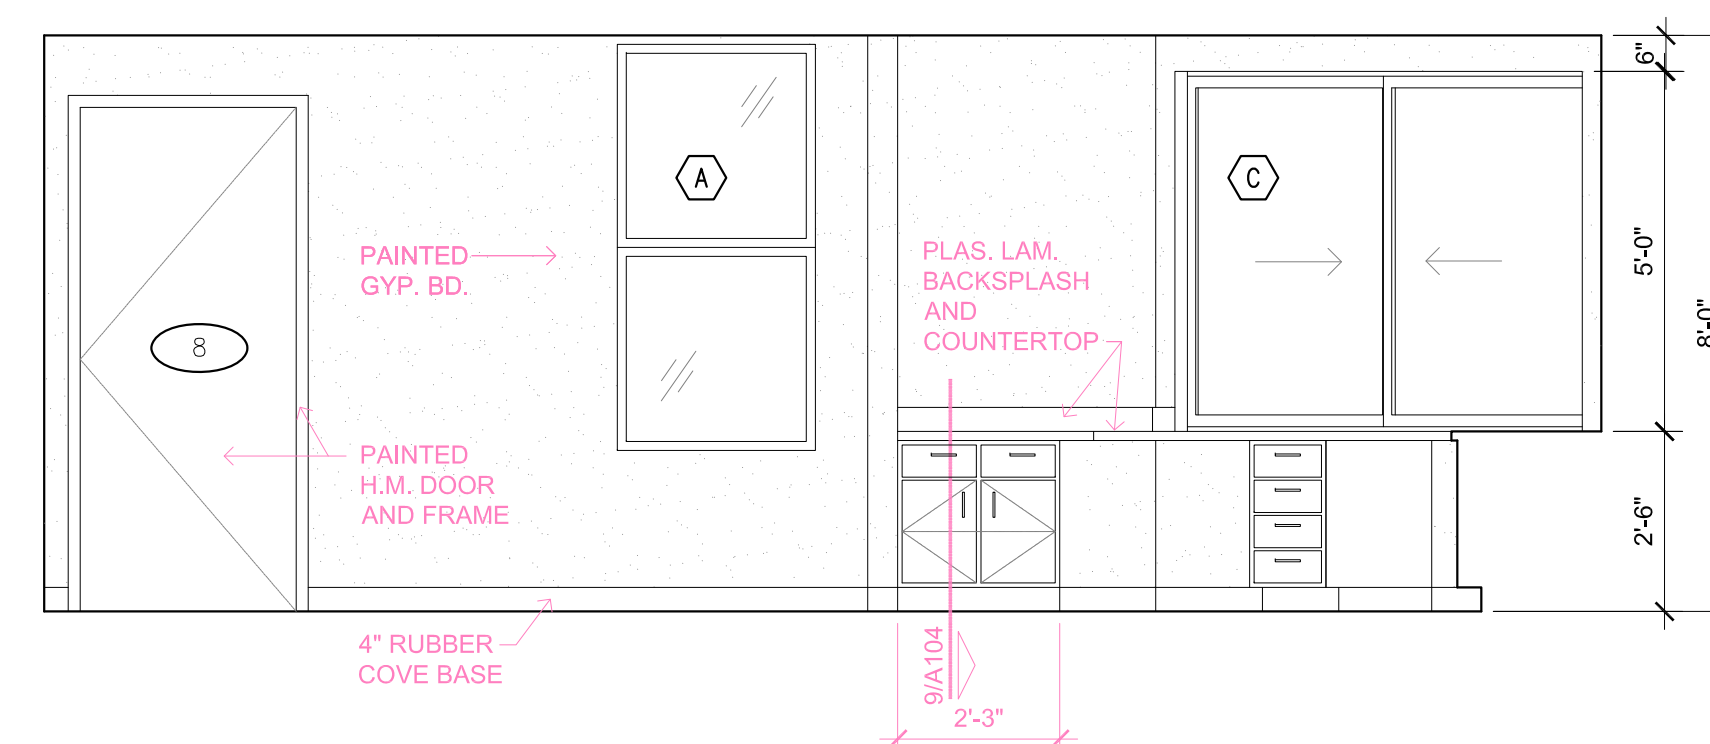 6"
A
C
PAINTED
GYP. BD.
PLAS. LAM.
BACKSPLASH
AND
COUNTERTOP
5'-0"
8'-0"
8
PAINTED
H.M. DOOR
AND FRAME
2'-6"
4" RUBBER
COVE BASE
9/A104
2'-3"